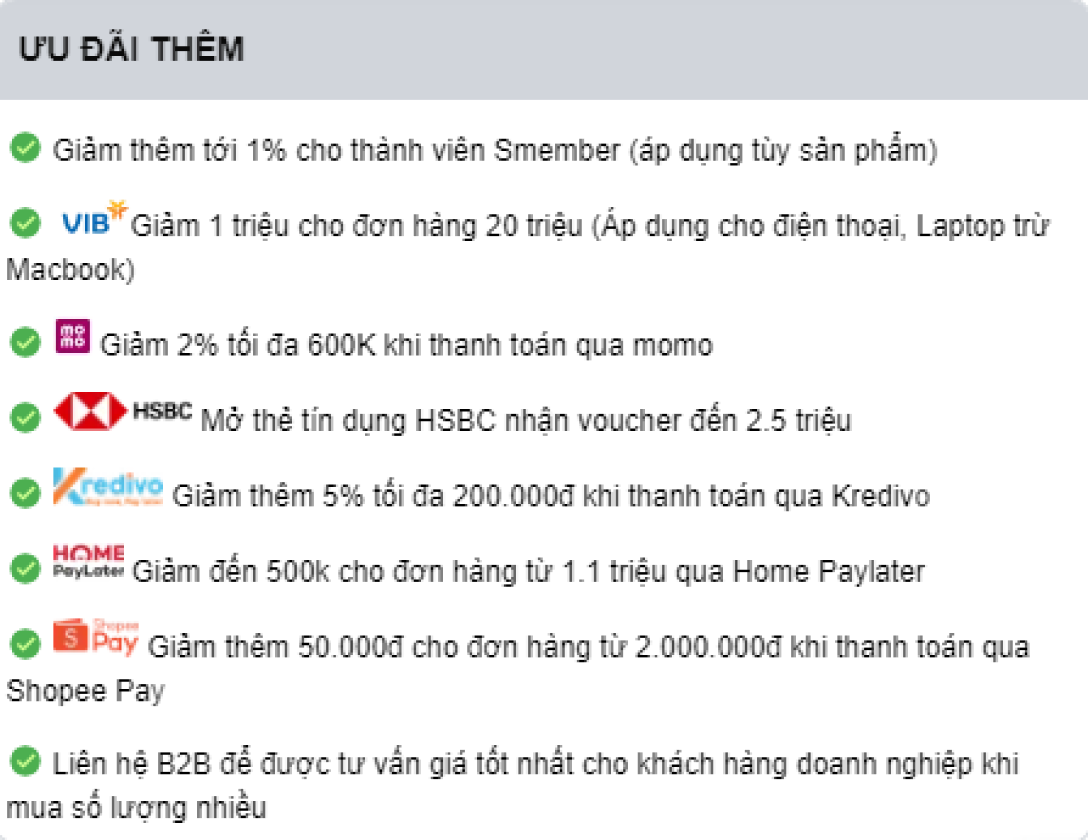 ƯU ĐÃI THÊM
Giảm thêm tới 1% cho thành viên Smember (áp dụng tùy sản phẩm)
VIB Giảm 1 triệu cho đơn hàng 20 triệu (Áp dụng cho điện thoại, Laptop trừ
Macbook)
mo mo Giảm 2% tối đa 600K khi thanh toán qua momo
HSBC Mở thẻ tín dụng HSBC nhận voucher đến 2.5 triệu
Kredivo Giảm thêm 5% tối đa 200.000đ khi thanh toán qua Kredivo
HOME PayLater Giảm đến 500k cho đơn hàng từ 1.1 triệu qua Home Paylater
S Shopee Pay Giảm thêm 50.000đ cho đơn hàng từ 2.000.000đ khi thanh toán qua
Shopee Pay
Liên hệ B2B để được tư vấn giá tốt nhất cho khách hàng doanh nghiệp khi
mua số lượng nhiều